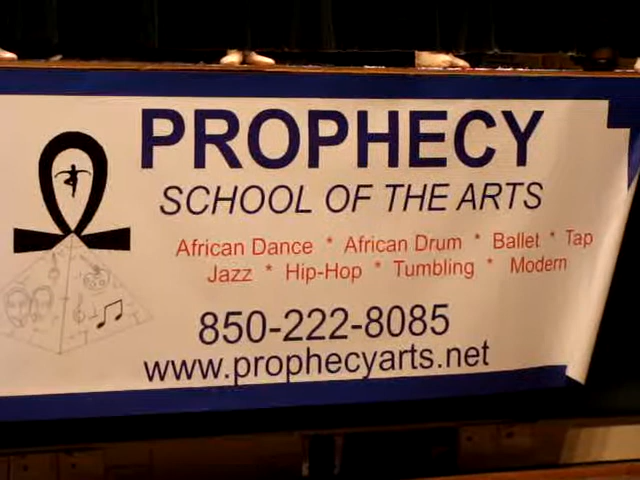 PROPHECY
SCHOOL OF THE ARTS
African Dance * African Drum * Ballet * Tap
Jazz * Hip-Hop * Tumbling * Modern
850-222-8085
www.prophecyarts.net